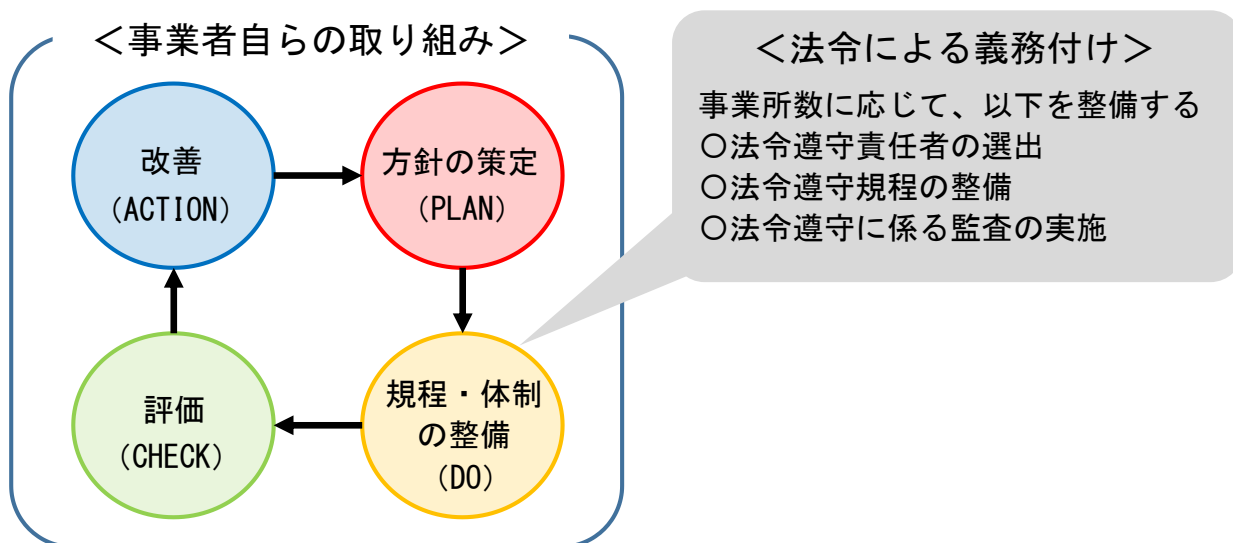 ＜事業者自らの取り組み＞
改善
(ACTION)
方針の策定
(PLAN)
規程・体制
の整備
(DO)
評価
(CHECK)
＜法令による義務付け＞
事業所数に応じて、以下を整備する
〇法令遵守責任者の選出
〇法令遵守規程の整備
〇法令遵守に係る監査の実施